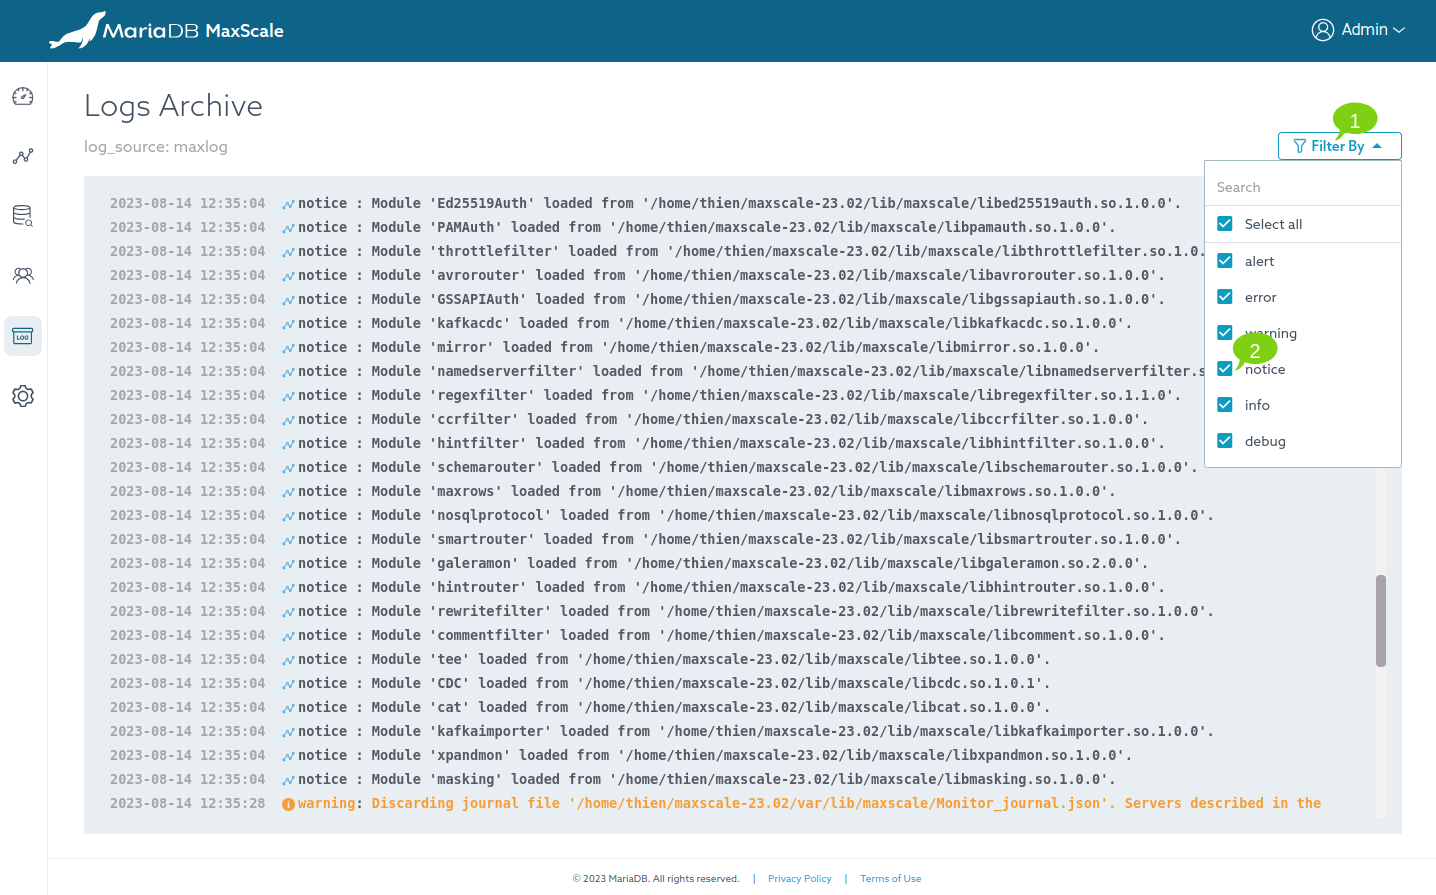 MariaDB MaxScale
Admin
Logs Archive
log_source: maxlog
1
Filter By
Search
Select all
alert
error
warning
2
notice
info
debug
2023-08-14 12:35:04 notice : Module 'Ed25519Auth' loaded from '/home/thien/maxscale-23.02/lib/maxscale/libed25519auth.so.1.0.0'.
2023-08-14 12:35:04 notice : Module 'PAMAuth' loaded from '/home/thien/maxscale-23.02/lib/maxscale/libpamauth.so.1.0.0'.
2023-08-14 12:35:04 notice : Module 'throttlefilter' loaded from '/home/thien/maxscale-23.02/lib/maxscale/libthrottlefilter.so.1.0.
2023-08-14 12:35:04 notice : Module 'avrorouter' loaded from '/home/thien/maxscale-23.02/lib/maxscale/libavrorouter.so.1.0.0'.
2023-08-14 12:35:04 notice : Module 'GSSAPIAuth' loaded from '/home/thien/maxscale-23.02/lib/maxscale/libgssapiauth.so.1.0.0'.
2023-08-14 12:35:04 notice : Module 'kafkacdc' loaded from '/home/thien/maxscale-23.02/lib/maxscale/libkafkacdc.so.1.0.0'.
2023-08-14 12:35:04 notice : Module 'mirror' loaded from '/home/thien/maxscale-23.02/lib/maxscale/libmirror.so.1.0.0'.
2023-08-14 12:35:04 notice : Module 'namedserverfilter' loaded from '/home/thien/maxscale-23.02/lib/maxscale/libnamedserverfilter.s
2023-08-14 12:35:04 notice : Module 'regexfilter' loaded from '/home/thien/maxscale-23.02/lib/maxscale/libregexfilter.so.1.1.0'.
2023-08-14 12:35:04 notice : Module 'ccrfilter' loaded from '/home/thien/maxscale-23.02/lib/maxscale/libccrfilter.so.1.0.0'.
2023-08-14 12:35:04 notice : Module 'hintfilter' loaded from '/home/thien/maxscale-23.02/lib/maxscale/libhintfilter.so.1.0.0'.
2023-08-14 12:35:04 notice : Module 'schemarouter' loaded from '/home/thien/maxscale-23.02/lib/maxscale/libschemarouter.so.1.0.0'.
LOG
2023-08-14 12:35:04 notice : Module 'maxrows' loaded from '/home/thien/maxscale-23.02/lib/maxscale/libmaxrows.so.1.0.0'.
2023-08-14 12:35:04 notice : Module 'nosqlprotocol' loaded from '/home/thien/maxscale-23.02/lib/maxscale/libnosqlprotocol.so.1.0.0'.
2023-08-14 12:35:04 notice : Module 'smartrouter' loaded from '/home/thien/maxscale-23.02/lib/maxscale/libsmartrouter.so.1.0.0'.
2023-08-14 12:35:04 notice : Module 'galeramon' loaded from '/home/thien/maxscale-23.02/lib/maxscale/libgaleramon.so.2.0.0'.
2023-08-14 12:35:04 notice : Module 'hintrouter' loaded from '/home/thien/maxscale-23.02/lib/maxscale/libhintrouter.so.1.0.0'.
2023-08-14 12:35:04 notice : Module 'rewritefilter' loaded from '/home/thien/maxscale-23.02/lib/maxscale/librewritefilter.so.1.0.0'.
2023-08-14 12:35:04 notice : Module 'commentfilter' loaded from '/home/thien/maxscale-23.02/lib/maxscale/libcomment.so.1.0.0'.
2023-08-14 12:35:04 notice : Module 'tee' loaded from '/home/thien/maxscale-23.02/lib/maxscale/libtee.so.1.0.0'.
2023-08-14 12:35:04 notice : Module 'CDC' loaded from '/home/thien/maxscale-23.02/lib/maxscale/libcdc.so.1.0.1'.
2023-08-14 12:35:04 notice : Module 'cat' loaded from '/home/thien/maxscale-23.02/lib/maxscale/libcat.so.1.0.0'.
2023-08-14 12:35:04 notice : Module 'kafkaimporter' loaded from '/home/thien/maxscale-23.02/lib/maxscale/libkafkaimporter.so.1.0.0'.
2023-08-14 12:35:04 notice : Module 'xpandmon' loaded from '/home/thien/maxscale-23.02/lib/maxscale/libxpandmon.so.1.0.0'.
2023-08-14 12:35:04 notice : Module 'masking' loaded from '/home/thien/maxscale-23.02/lib/maxscale/libmasking.so.1.0.0'.
2023-08-14 12:35:28 warning: Discarding journal file '/home/thien/maxscale-23.02/var/lib/maxscale/Monitor_journal.json'. Servers described in the
© 2023 MariaDB. All rights reserved. | Privacy Policy | Terms of Use